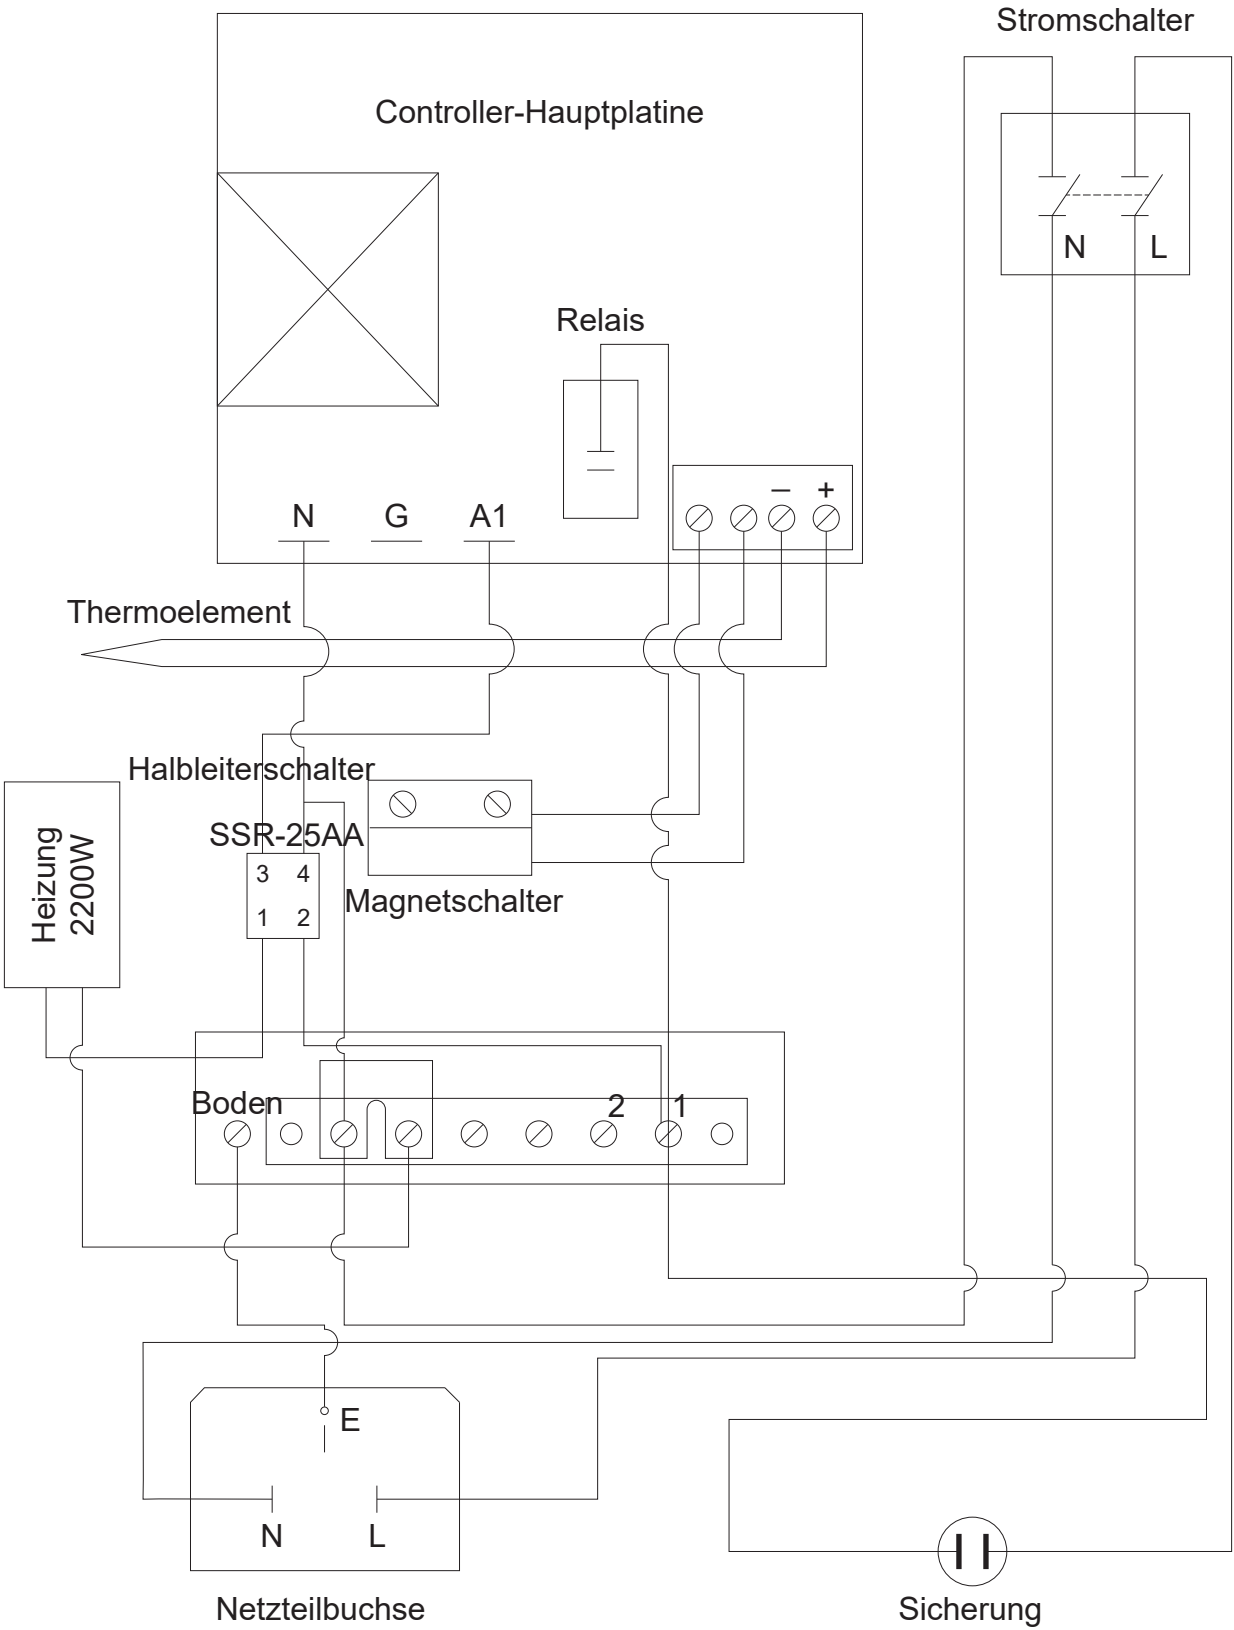 Stromschalter
Controller-Hauptplatine
N L
Relais
– +
N G A1
Thermoelement
Halbleiterschalter
SSR-25AA
3 4
1 2
Heizung
2200W
Magnetschalter
Boden
2 1
E
N L
Netzteilbuchse
Sicherung